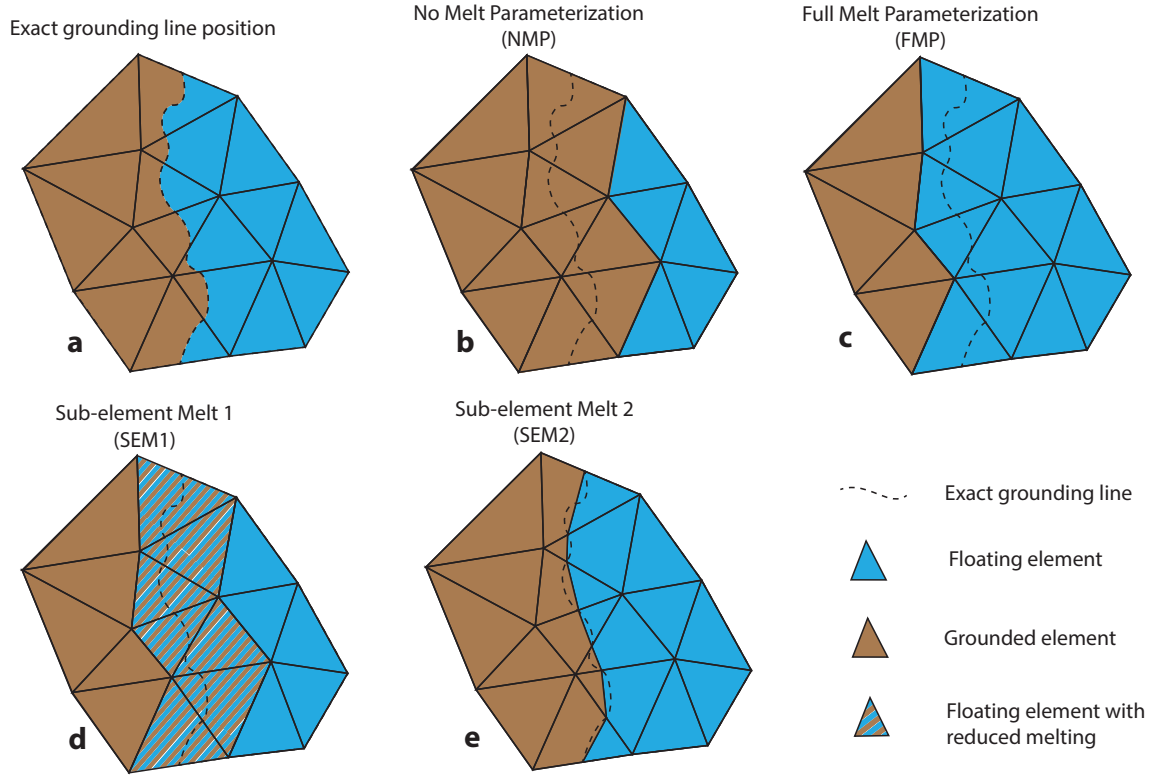 Exact grounding line position
No Melt Parameterization
(NMP)
Full Melt Parameterization
(FMP)
a
b
c
Sub-element Melt 1
(SEM1)
Sub-element Melt 2
(SEM2)
d
e
Exact grounding line
Floating element
Grounded element
Floating element with
reduced melting